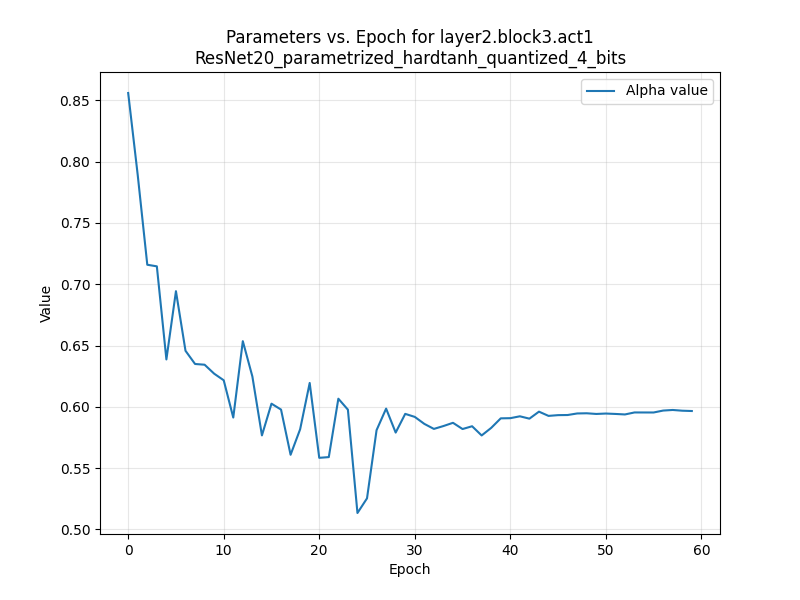 Parameters vs. Epoch for layer2.block3.act1
ResNet20_parametrized_hardtanh_quantized_4_bits
Alpha value
0.85
0.80
0.75
0.70
0.65
0.60
0.55
0.50
Value
0 10 20 30 40 50 60
Epoch